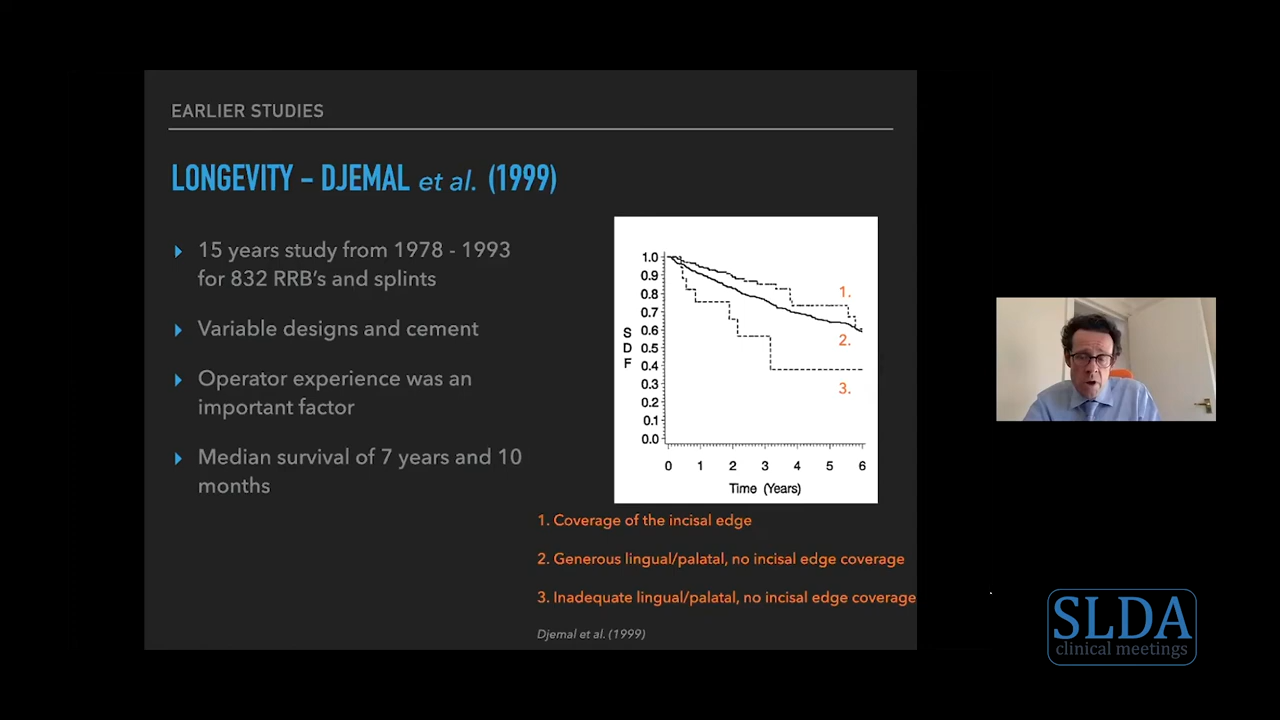 EARLIER STUDIES
LONGEVITY – DJEMAL et al. (1999)
15 years study from 1978 - 1993
for 832 RRB's and splints
Variable designs and cement
Operator experience was an
important factor
Median survival of 7 years and 10
months
1.0
0.9
0.8
0.7
0.6
0.5
0.4
0.3
0.2
0.1
0.0
S
D
F
1.
2.
3.
0 1 2 3 4 5 6
Time (Years)
1. Coverage of the incisal edge
2. Generous lingual/palatal, no incisal edge coverage
3. Inadequate lingual/palatal, no incisal edge coverage
Djemal et al. (1999)
SLDA
clinical meetings